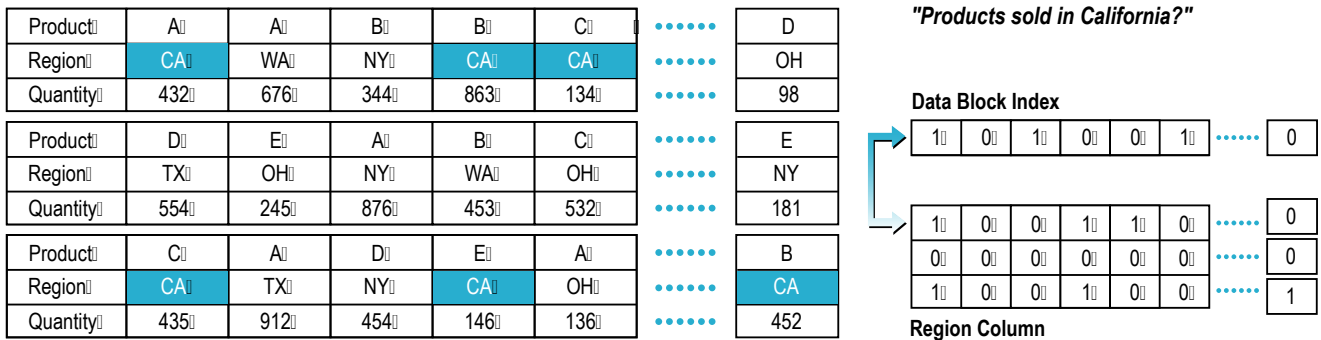 Product A A B B C D
Region CA WA NY CA CA OH
Quantity 432 676 344 863 134 98
Product D E A B C E
Region TX OH NY WA OH NY
Quantity 554 245 876 453 532 181
Product C A D E A B
Region CA TX NY CA OH CA
Quantity 435 912 454 146 136 452
"Products sold in California?"
Data Block Index
1 0 1 0 0 1 0
1 0 0 1 1 0 0
0 0 0 0 0 0 0
1 0 0 1 0 0 1
Region Column